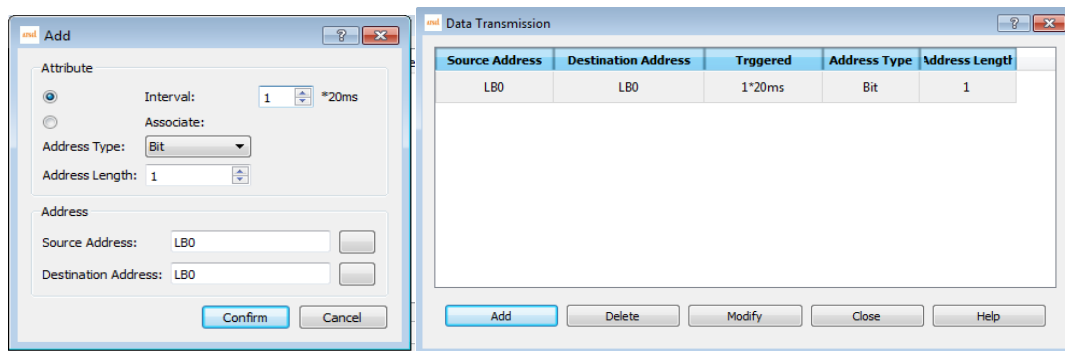 Add
Attribute
Interval: 1 *20ms
Associate:
Address Type: Bit
Address Length: 1
Address
Source Address: LB0
Destination Address: LB0
Confirm Cancel
Data Transmission
Source Address Destination Address Trggered Address Type Address Length
LB0 LB0 1*20ms Bit 1
Add Delete Modify Close Help